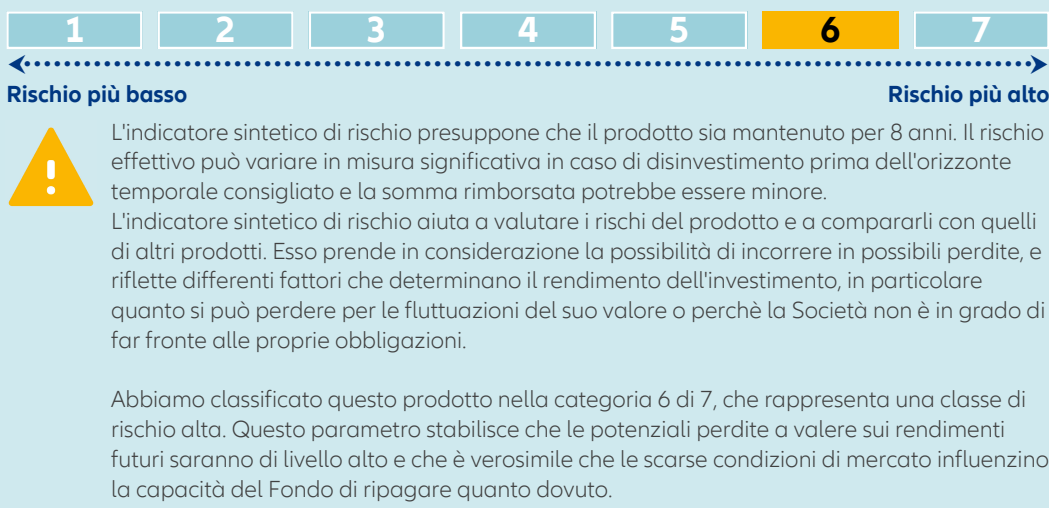 1 2 3 4 5 6 7
Rischio più basso Rischio più alto
L'indicatore sintetico di rischio presuppone che il prodotto sia mantenuto per 8 anni. Il rischio
effettivo può variare in misura significativa in caso di disinvestimento prima dell'orizzonte
temporale consigliato e la somma rimborsata potrebbe essere minore.
L'indicatore sintetico di rischio aiuta a valutare i rischi del prodotto e a compararli con quelli
di altri prodotti. Esso prende in considerazione la possibilità di incorrere in possibili perdite, e
riflette differenti fattori che determinano il rendimento dell'investimento, in particolare
quanto si può perdere per le fluttuazioni del suo valore o perchè la Società non è in grado di
far fronte alle proprie obbligazioni.
Abbiamo classificato questo prodotto nella categoria 6 di 7, che rappresenta una classe di
rischio alta. Questo parametro stabilisce che le potenziali perdite a valere sui rendimenti
futuri saranno di livello alto e che è verosimile che le scarse condizioni di mercato influenzino
la capacità del Fondo di ripagare quanto dovuto.